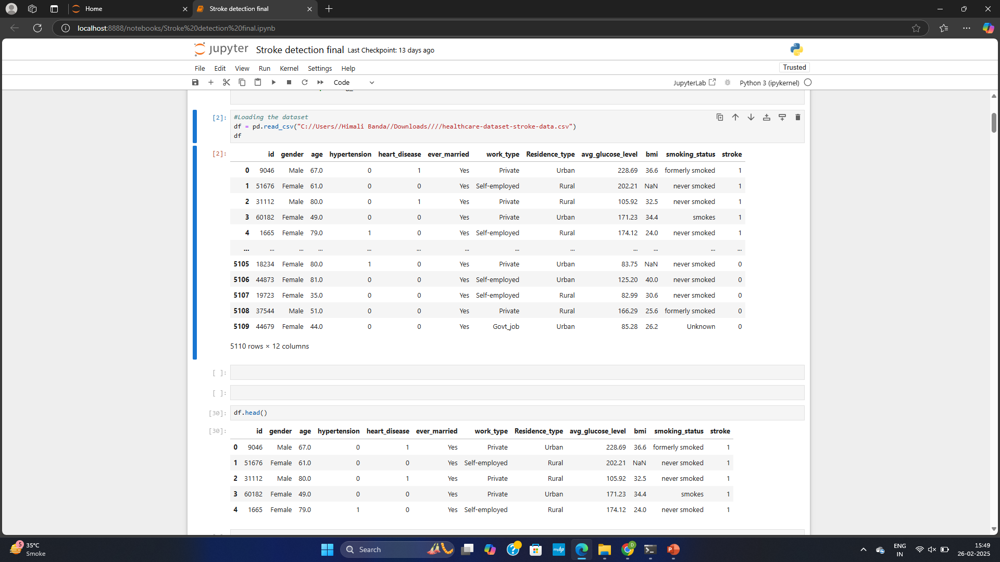 Home
Stroke detection final
localhost:8888/notebooks/Stroke%20detection%20final.ipynb
jupyter Stroke detection final Last Checkpoint: 13 days ago
File Edit View Run Kernel Settings Help
Trusted
Code
JupyterLab
Python 3 (ipykernel)
[2]:
#Loading the dataset
df = pd.read_csv("C://Users//Himali Banda//Downloads////healthcare-dataset-stroke-data.csv")
df
[2]:
id gender age hypertension heart_disease ever_married work_type Residence_type avg_glucose_level bmi smoking_status stroke
0 9046 Male 67.0 0 1 Yes Private Urban 228.69 36.6 formerly smoked 1
1 51676 Female 61.0 0 0 Yes Self-employed Rural 202.21 NaN never smoked 1
2 31112 Male 80.0 0 1 Yes Private Rural 105.92 32.5 never smoked 1
3 60182 Female 49.0 0 0 Yes Private Urban 171.23 34.4 smokes 1
4 1665 Female 79.0 1 0 Yes Self-employed Rural 174.12 24.0 never smoked 1
... ... ... ... ... ... ... ... ... ... ... ... ...
5105 18234 Female 80.0 1 0 Yes Private Urban 83.75 NaN never smoked 0
5106 44873 Female 81.0 0 0 Yes Self-employed Urban 125.20 40.0 never smoked 0
5107 19723 Female 35.0 0 0 Yes Self-employed Rural 82.99 30.6 never smoked 0
5108 37544 Male 51.0 0 0 Yes Private Rural 166.29 25.6 formerly smoked 0
5109 44679 Female 44.0 0 0 Yes Govt_job Urban 85.28 26.2 Unknown 0
5110 rows × 12 columns
[ ]:
[ ]:
[30]:
df.head()
[30]:
id gender age hypertension heart_disease ever_married work_type Residence_type avg_glucose_level bmi smoking_status stroke
0 9046 Male 67.0 0 1 Yes Private Urban 228.69 36.6 formerly smoked 1
1 51676 Female 61.0 0 0 Yes Self-employed Rural 202.21 NaN never smoked 1
2 31112 Male 80.0 0 1 Yes Private Rural 105.92 32.5 never smoked 1
3 60182 Female 49.0 0 0 Yes Private Urban 171.23 34.4 smokes 1
4 1665 Female 79.0 1 0 Yes Self-employed Rural 174.12 24.0 never smoked 1
5
35°C
Smoke
Search
myhp
D
P
ENG
IN
15:49
26-02-2025